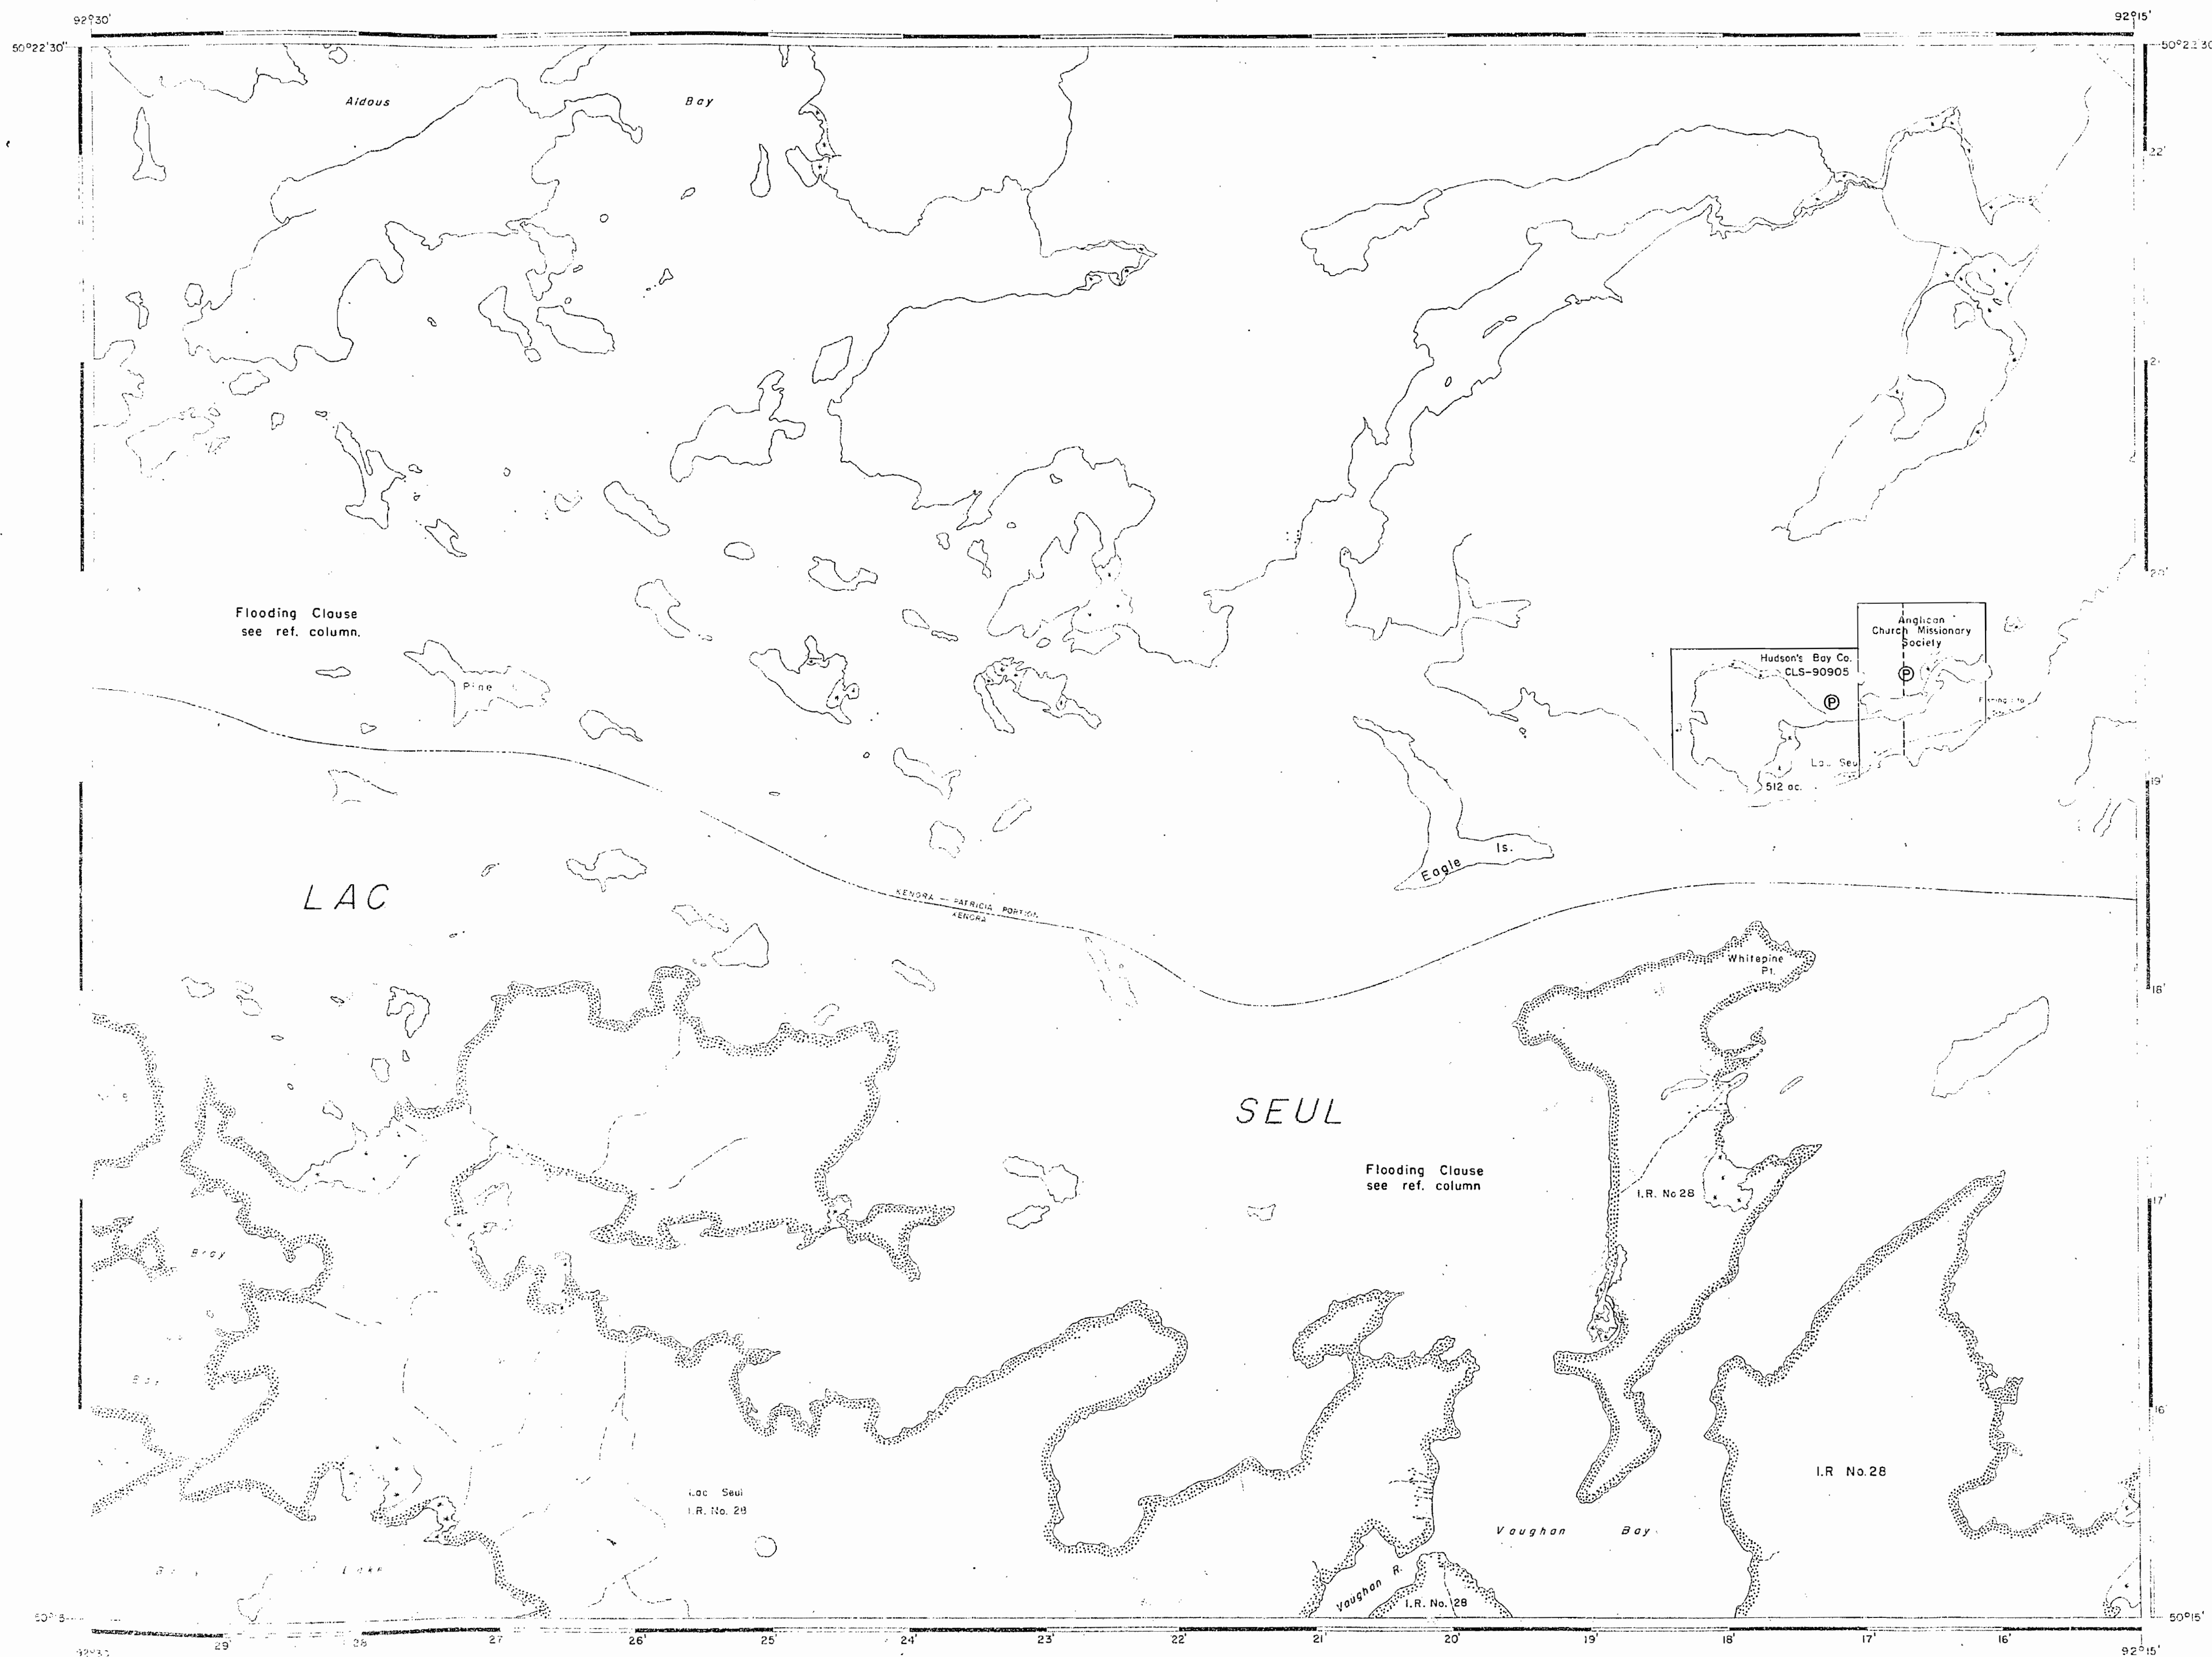 92°30'
92°15'
50°22'30"
Aldous Bay
22'
20'
Flooding Clause
see ref. column.
Anglican
Church Missionary
Society
Hudson's Bay Co.
CLS-90905
P
P
Pine
Lac Seul
19'
512 ac.
Eagle Is.
LAC
KENORA — PATRICIA PORTION
KENORA
Whitepine
Pt.
18'
SEUL
Flooding Clause
see ref. column
I.R. No 28
17'
Bray
Bay
16'
I.R No. 28
Lac Seul
I.R. No. 28
Vaughan Bay
Lake
Vaughan R.
I.R. No. 28
50°15'
29'
28
27'
26'
25'
24'
23'
22'
21'
20'
19'
18'
17'
16'
92°15'